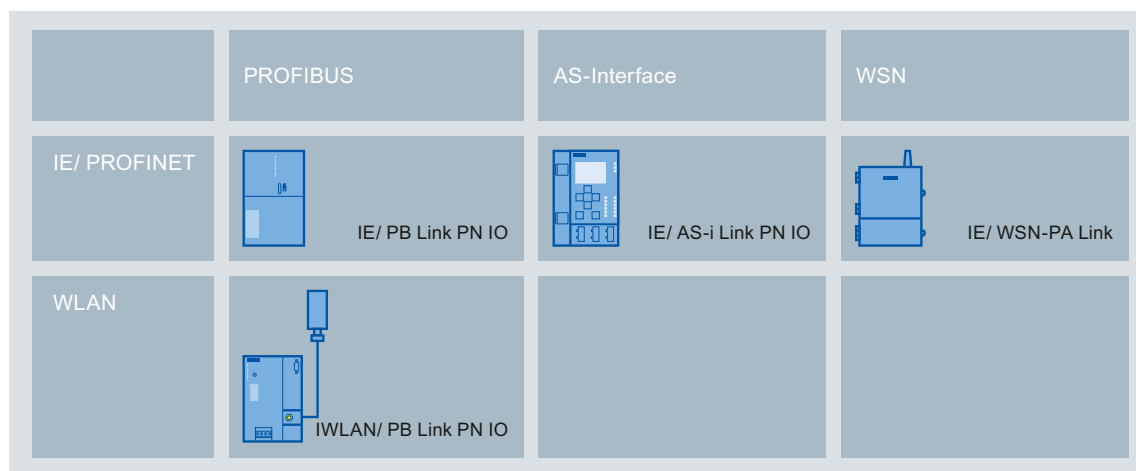 PROFIBUS
AS-Interface
WSN
IE/ PROFINET
IE/ PB Link PN IO
IE/ AS-i Link PN IO
IE/ WSN-PA Link
WLAN
IWLAN/ PB Link PN IO